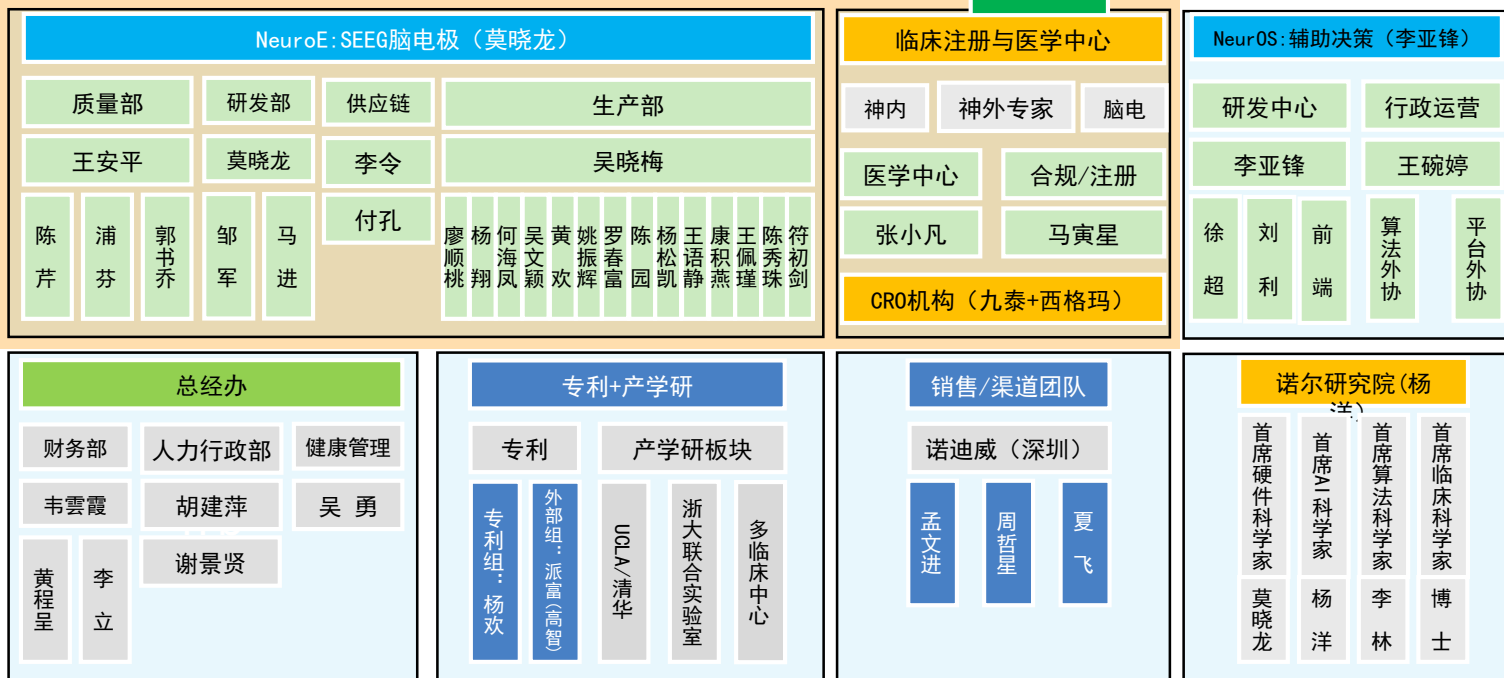 NeuroE:SEEG脑电极（莫晓龙）
质量部
研发部
供应链
生产部
王安平
莫晓龙
李令
吴晓梅
陈芹
浦芬
郭书乔
邹军
马进
付孔
廖顺桃
杨翔
何海凤
吴文颖
黄欢
姚振辉
罗春富
陈园
杨松凯
王语静
康积燕
王佩瑾
陈秀珠
符初剑
临床注册与医学中心
神内
神外专家
脑电
医学中心
合规/注册
张小凡
马寅星
CRO机构（九泰+西格玛）
NeurOS:辅助决策（李亚锋）
研发中心
行政运营
李亚锋
王碗婷
徐超
刘利
前端
算法外协
平台外协
总经办
财务部
人力行政部
健康管理
韦雲霞
胡建萍
吴 勇
黄程呈
李立
谢景贤
专利+产学研
专利
产学研板块
专利组：杨欢
外部组：派富(高智)
UCLA/清华
浙大联合实验室
多临床中心
销售/渠道团队
诺迪威（深圳）
孟文进
周哲星
夏飞
诺尔研究院(杨
洋)
首席硬件科学家
首席AI科学家
首席算法科学家
首席临床科学家
莫晓龙
杨洋
李林
博士